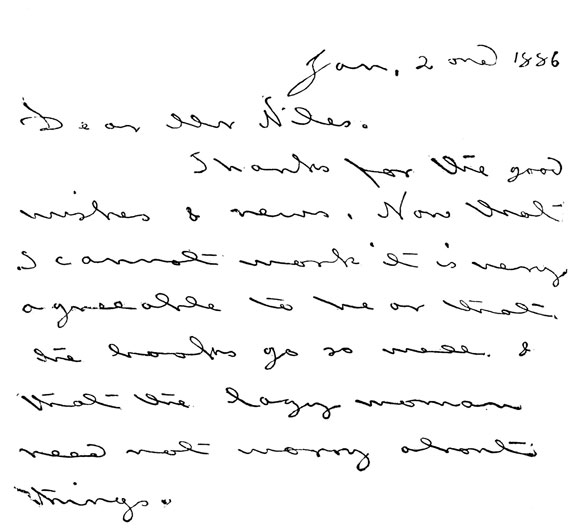 Jan. 2ond 1886
Dear Mr Niles.
Thanks for the good
wishes & news. Now that
I cannot work it is very
agreeable to hear that
the books go so well. &
that the lazy woman
need not worry about
things.